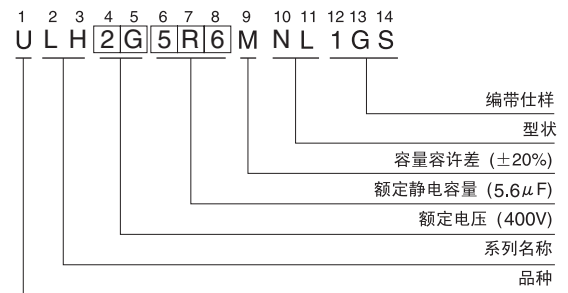 1 2 3 4 5 6 7 8 9 10 11 12 13 14
U L H 2 G 5 R 6 M N L 1 G S
编带仕样
型状
容量容许差 (±20%)
额定静电容量 (5.6μF)
额定电压 (400V)
系列名称
品种